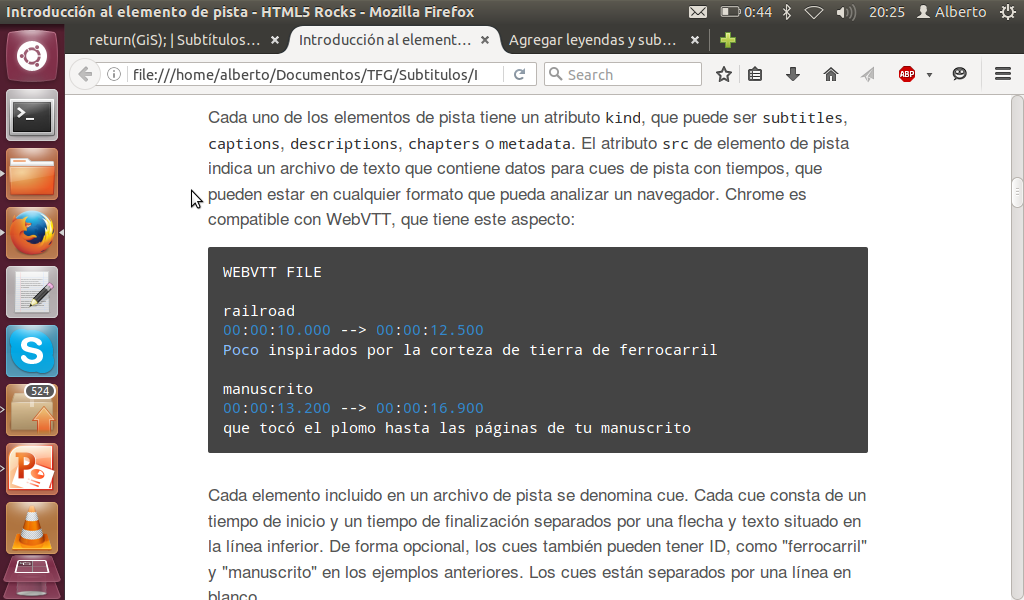 Introducción al elemento de pista - HTML5 Rocks - Mozilla Firefox
0:44
20:25
Alberto
return(GiS); | Subtítulos...
Introducción al element...
Agregar leyendas y sub...
file:///home/alberto/Documentos/TFG/Subtitulos/I
Search
ABP
Cada uno de los elementos de pista tiene un atributo kind, que puede ser subtitles,
captions, descriptions, chapters o metadata. El atributo src de elemento de pista
indica un archivo de texto que contiene datos para cues de pista con tiempos, que
pueden estar en cualquier formato que pueda analizar un navegador. Chrome es
compatible con WebVTT, que tiene este aspecto:
WEBVTT FILE
railroad
00:00:10.000 --> 00:00:12.500
Poco inspirados por la corteza de tierra de ferrocarril
manuscrito
00:00:13.200 --> 00:00:16.900
que tocó el plomo hasta las páginas de tu manuscrito
Cada elemento incluido en un archivo de pista se denomina cue. Cada cue consta de un
tiempo de inicio y un tiempo de finalización separados por una flecha y texto situado en
la línea inferior. De forma opcional, los cues también pueden tener ID, como "ferrocarril"
y "manuscrito" en los ejemplos anteriores. Los cues están separados por una línea en
blanco.
S
524
P